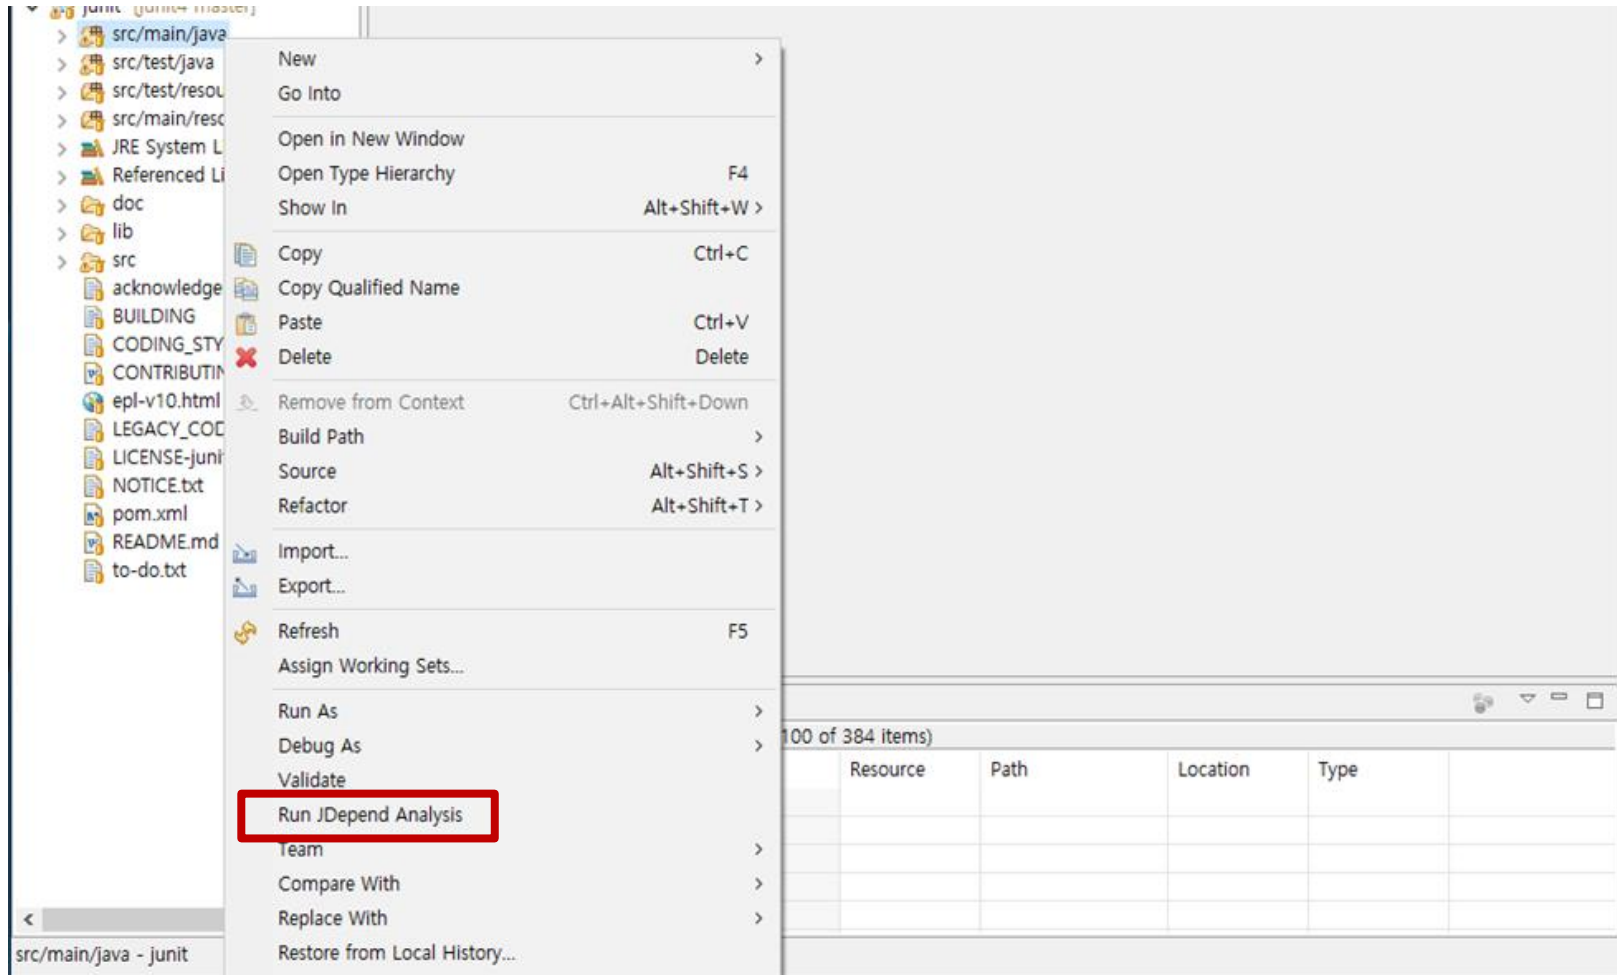 junit [junit4 master]
src/main/java
src/test/java
src/test/resou
src/main/reso
JRE System L
Referenced Li
doc
lib
src
acknowledge
BUILDING
CODING_STY
CONTRIBUTIN
epl-v10.html
LEGACY_COD
LICENSE-juni
NOTICE.txt
pom.xml
README.md
to-do.txt
src/main/java - junit
New
Go Into
Open in New Window
Open Type Hierarchy F4
Show In Alt+Shift+W
Copy Ctrl+C
Copy Qualified Name
Paste Ctrl+V
Delete Delete
Remove from Context Ctrl+Alt+Shift+Down
Build Path
Source Alt+Shift+S
Refactor Alt+Shift+T
Import...
Export...
Refresh F5
Assign Working Sets...
Run As
Debug As
Validate
Run JDepend Analysis
Team
Compare With
Replace With
Restore from Local History...
100 of 384 items)
Resource Path Location Type